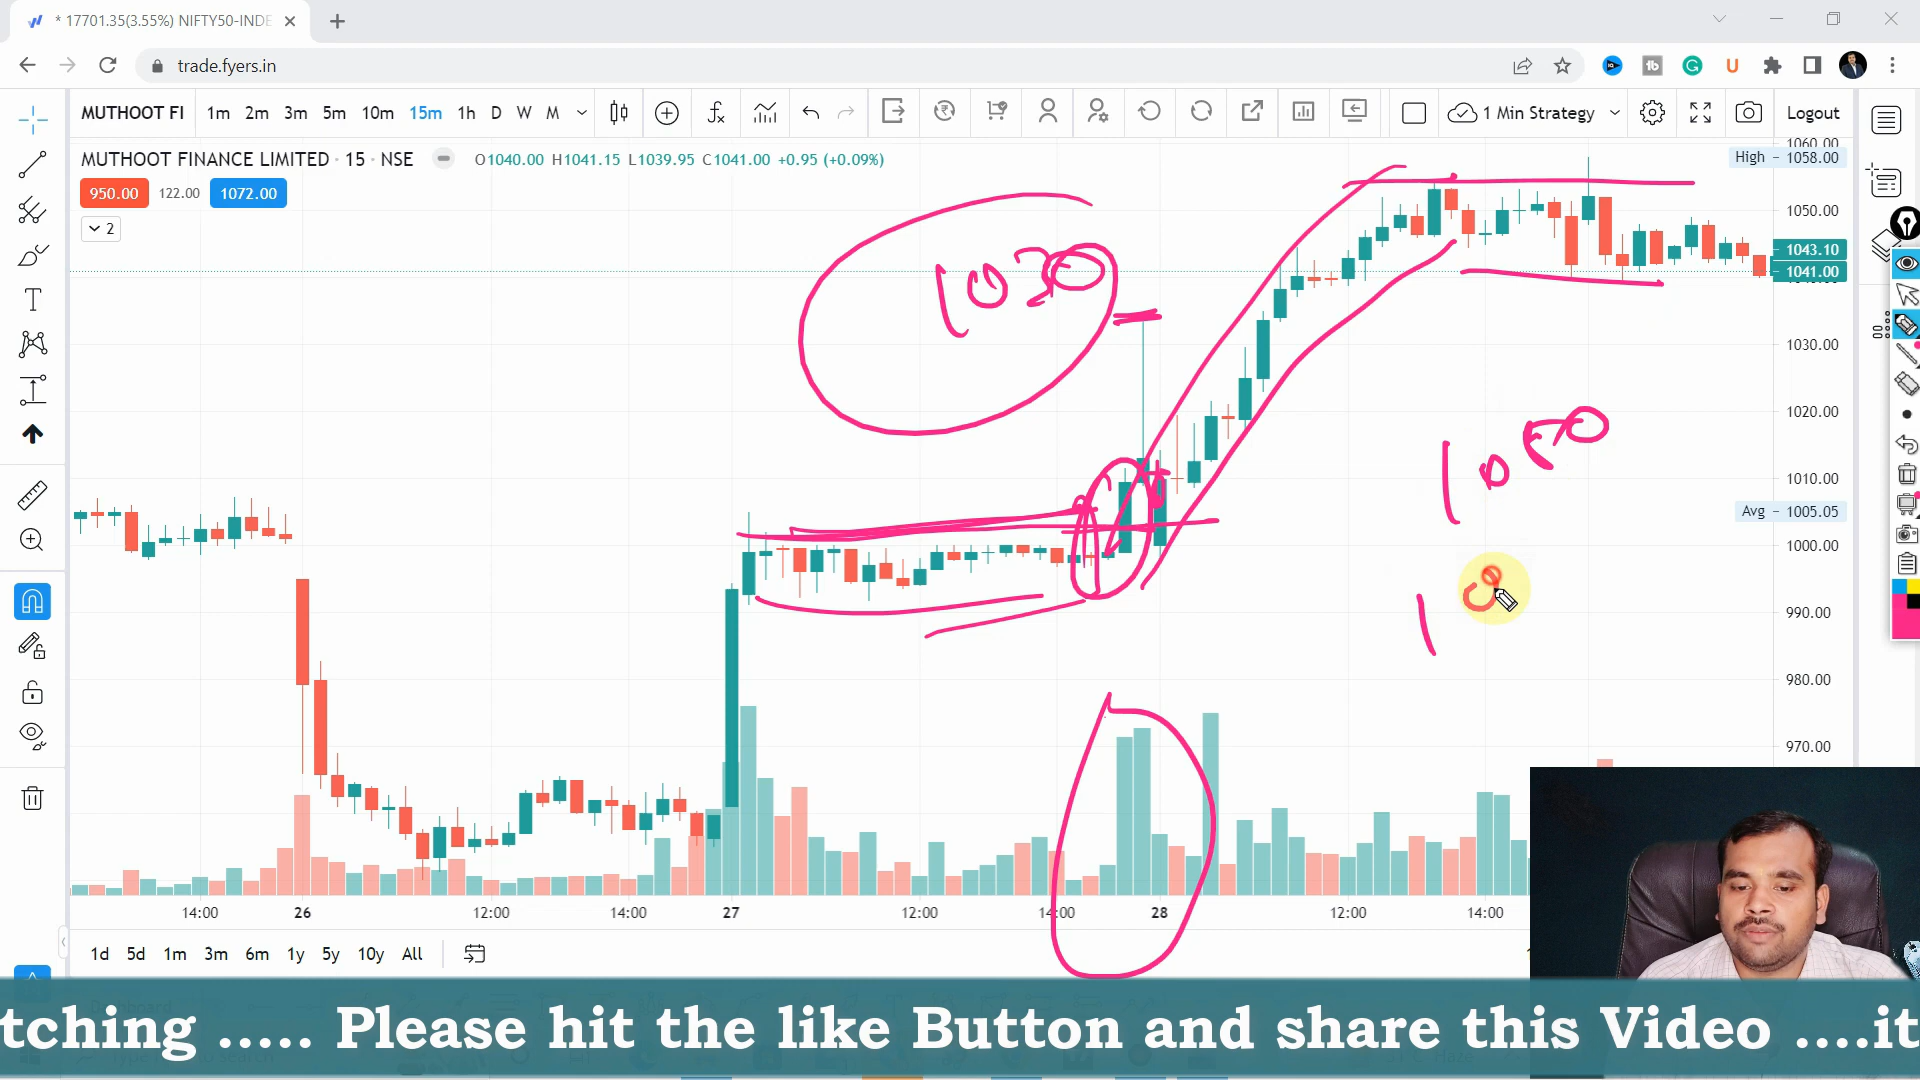 * 17701.35(3.55%) NIFTY50-INDE
trade.fyers.in
MUTHOOT FI 1m 2m 3m 5m 10m 15m 1h D W M 1 Min Strategy Logout
MUTHOOT FINANCE LIMITED · 15 · NSE O1040.00 H1041.15 L1039.95 C1041.00 +0.95 (+0.09%)
950.00 122.00 1072.00
2
1060.00
High 1058.00
1050.00
1043.10
1041.00
1030
1030.00
1020.00
1050
1010.00
Avg 1005.05
1000.00
990.00
980.00
970.00
14:00 26 12:00 14:00 27 12:00 14:00 28 12:00 14:00
1d 5d 1m 3m 6m 1y 5y 10y All
tching ..... Please hit the like Button and share this Video ....it